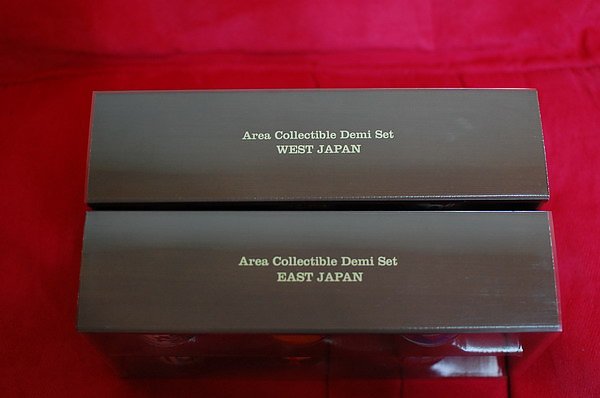 Area Collectible Demi Set
WEST JAPAN
Area Collectible Demi Set
EAST JAPAN